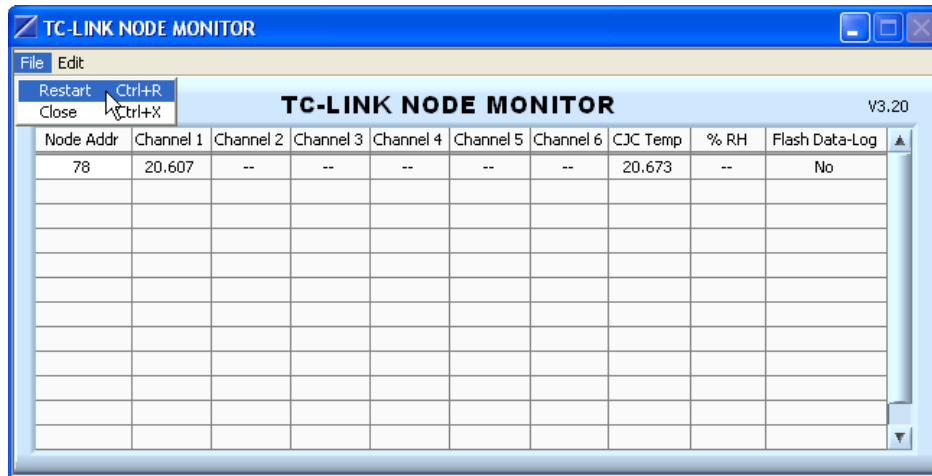 TC-LINK NODE MONITOR
File Edit
Restart Ctrl+R
Close Ctrl+X
TC-LINK NODE MONITOR V3.20
Node Addr Channel 1 Channel 2 Channel 3 Channel 4 Channel 5 Channel 6 CJC Temp % RH Flash Data-Log
78 20.607 -- -- -- -- -- 20.673 -- No